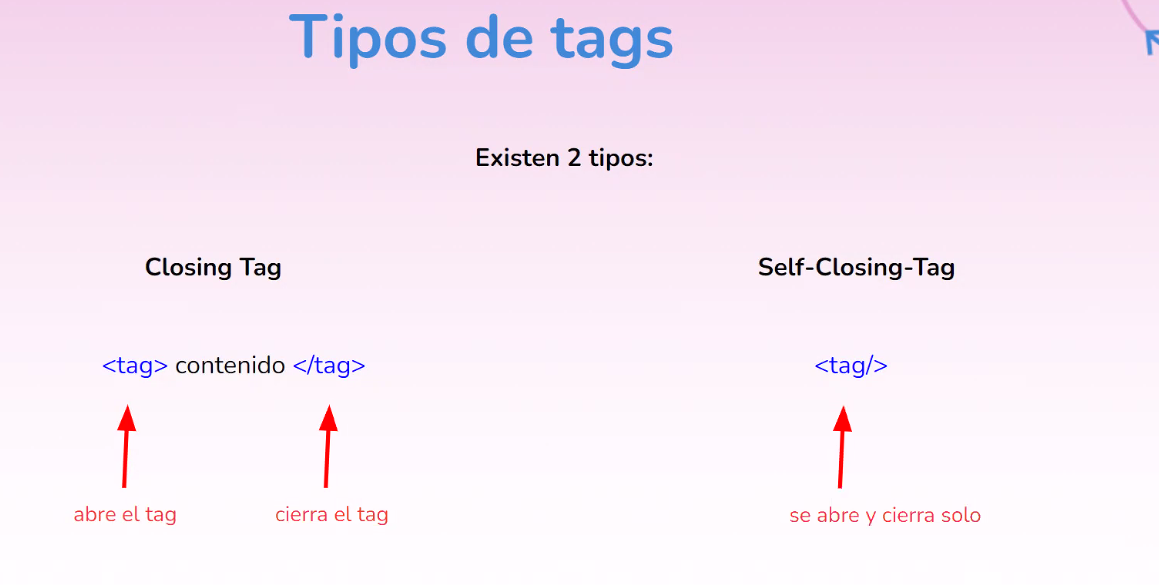 Tipos de tags
Existen 2 tipos:
Closing Tag
Self-Closing-Tag
<tag> contenido </tag>
<tag/>
abre el tag
cierra el tag
se abre y cierra solo